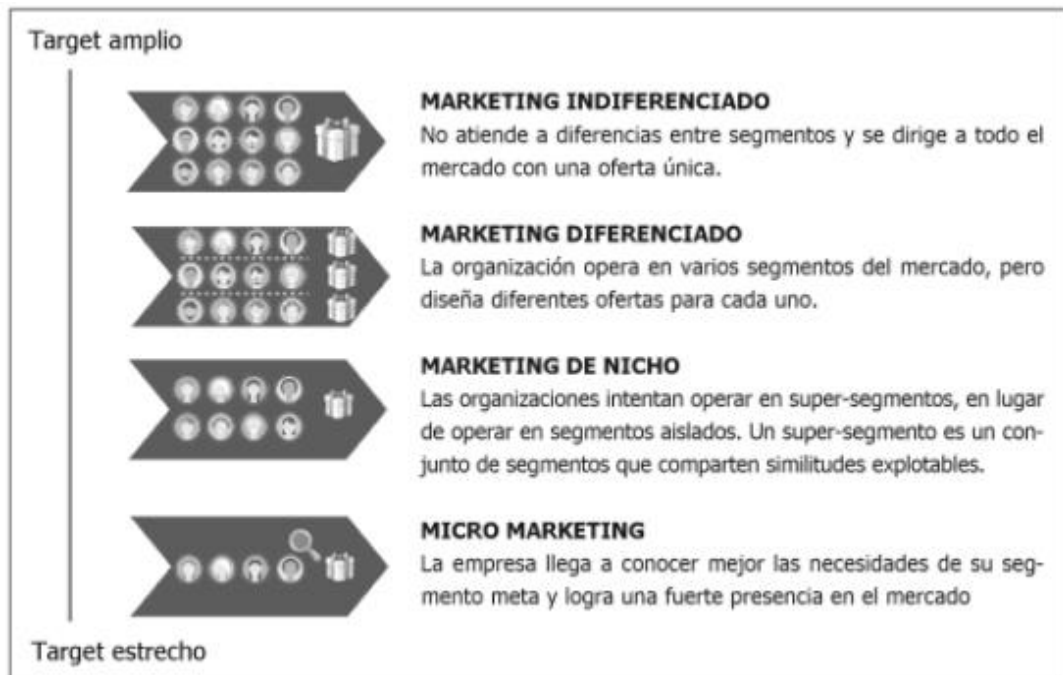 Target amplio
MARKETING INDIFERENCIADO
No atiende a diferencias entre segmentos y se dirige a todo el
mercado con una oferta única.
MARKETING DIFERENCIADO
La organización opera en varios segmentos del mercado, pero
diseña diferentes ofertas para cada uno.
MARKETING DE NICHO
Las organizaciones intentan operar en super-segmentos, en lugar
de operar en segmentos aislados. Un super-segmento es un con-
junto de segmentos que comparten similitudes explotables.
MICRO MARKETING
La empresa llega a conocer mejor las necesidades de su seg-
mento meta y logra una fuerte presencia en el mercado
Target estrecho